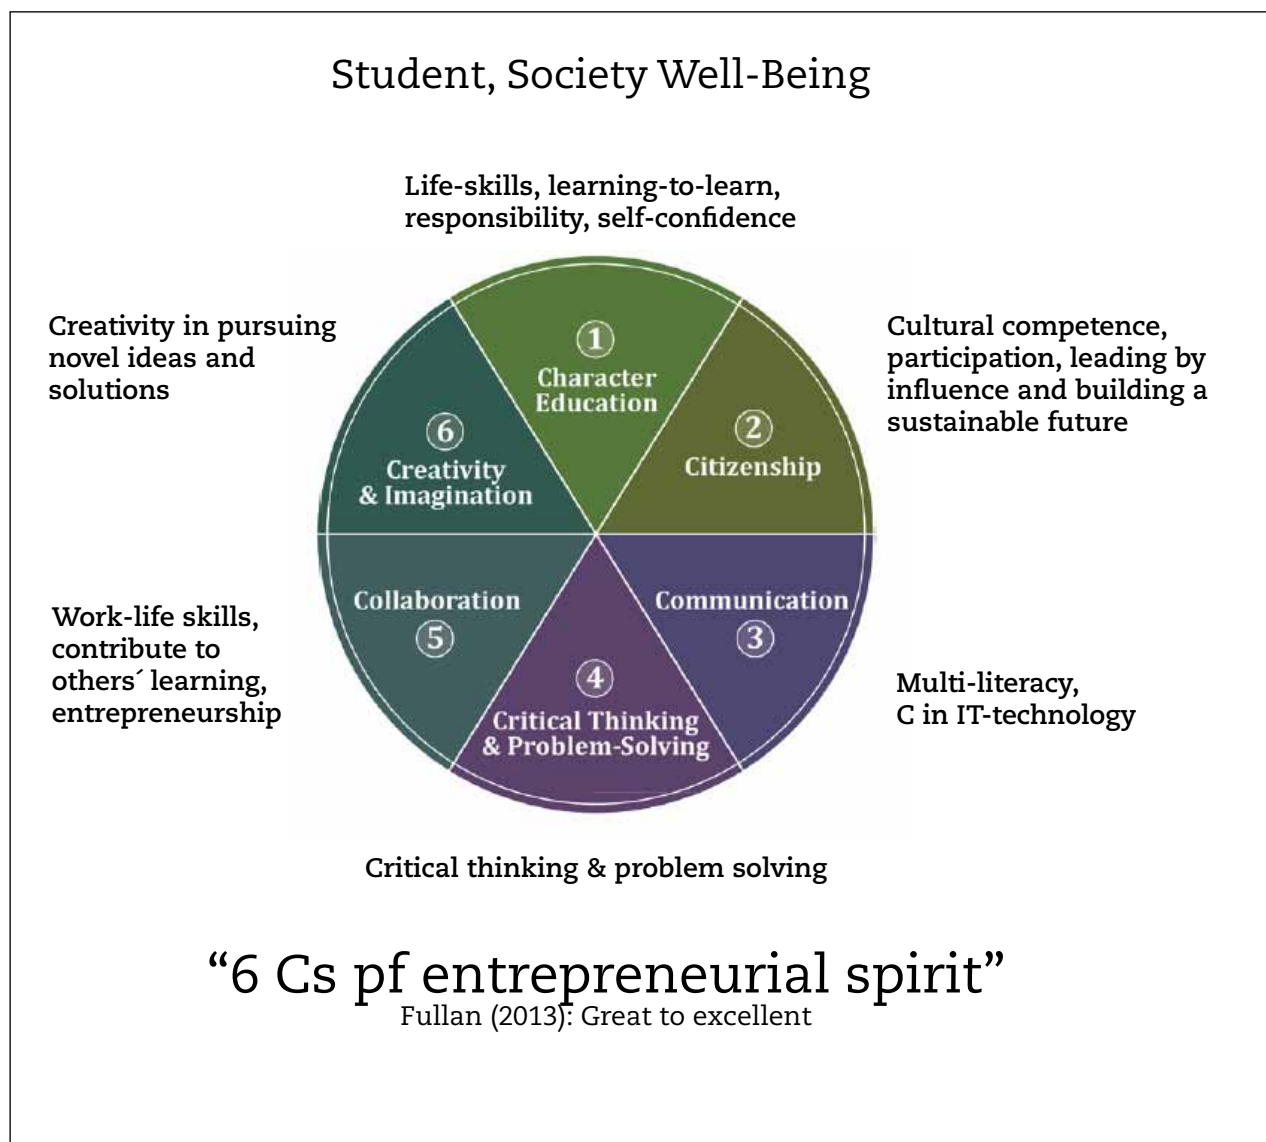 Student, Society Well-Being
Life-skills, learning-to-learn,
responsibility, self-confidence
Creativity in pursuing
novel ideas and
solutions
Cultural competence,
participation, leading by
influence and building a
sustainable future
1
Character
Education
2
Citizenship
6
Creativity
& Imagination
Collaboration
5
Communication
3
4
Critical Thinking
& Problem-Solving
Work-life skills,
contribute to
others´ learning,
entrepreneurship
Multi-literacy,
C in IT-technology
Critical thinking & problem solving
“6 Cs pf entrepreneurial spirit”
Fullan (2013): Great to excellent